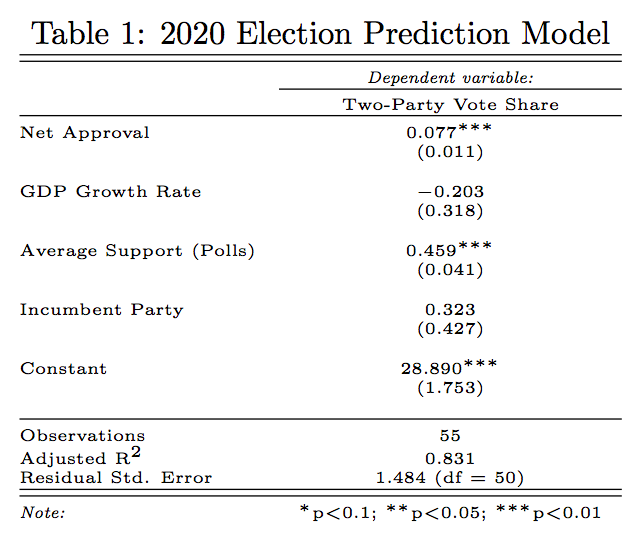 Table 1: 2020 Election Prediction Model
Dependent variable:
Two-Party Vote Share
Net Approval 0.077***
(0.011)
GDP Growth Rate −0.203
(0.318)
Average Support (Polls) 0.459***
(0.041)
Incumbent Party 0.323
(0.427)
Constant 28.890***
(1.753)
Observations 55
Adjusted R² 0.831
Residual Std. Error 1.484 (df = 50)
Note: *p<0.1; **p<0.05; ***p<0.01